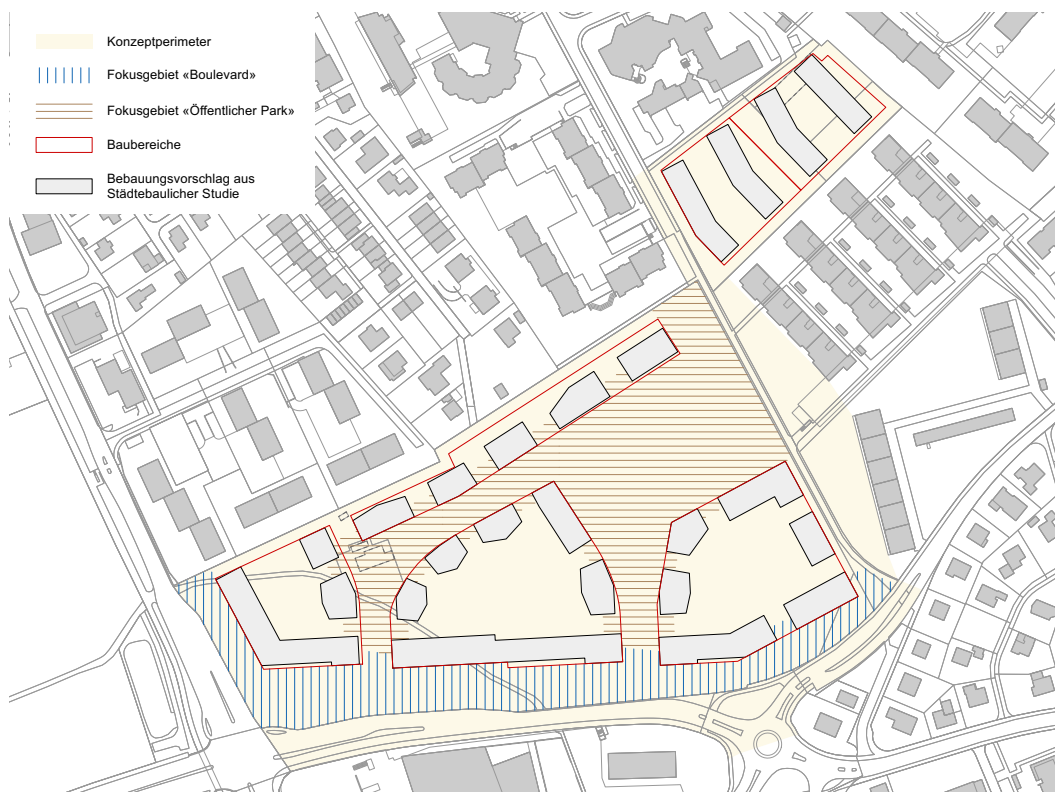 Konzeptperimeter
Fokusgebiet «Boulevard»
Fokusgebiet «Öffentlicher Park»
Baubereiche
Bebauungsvorschlag aus
Städtebaulicher Studie